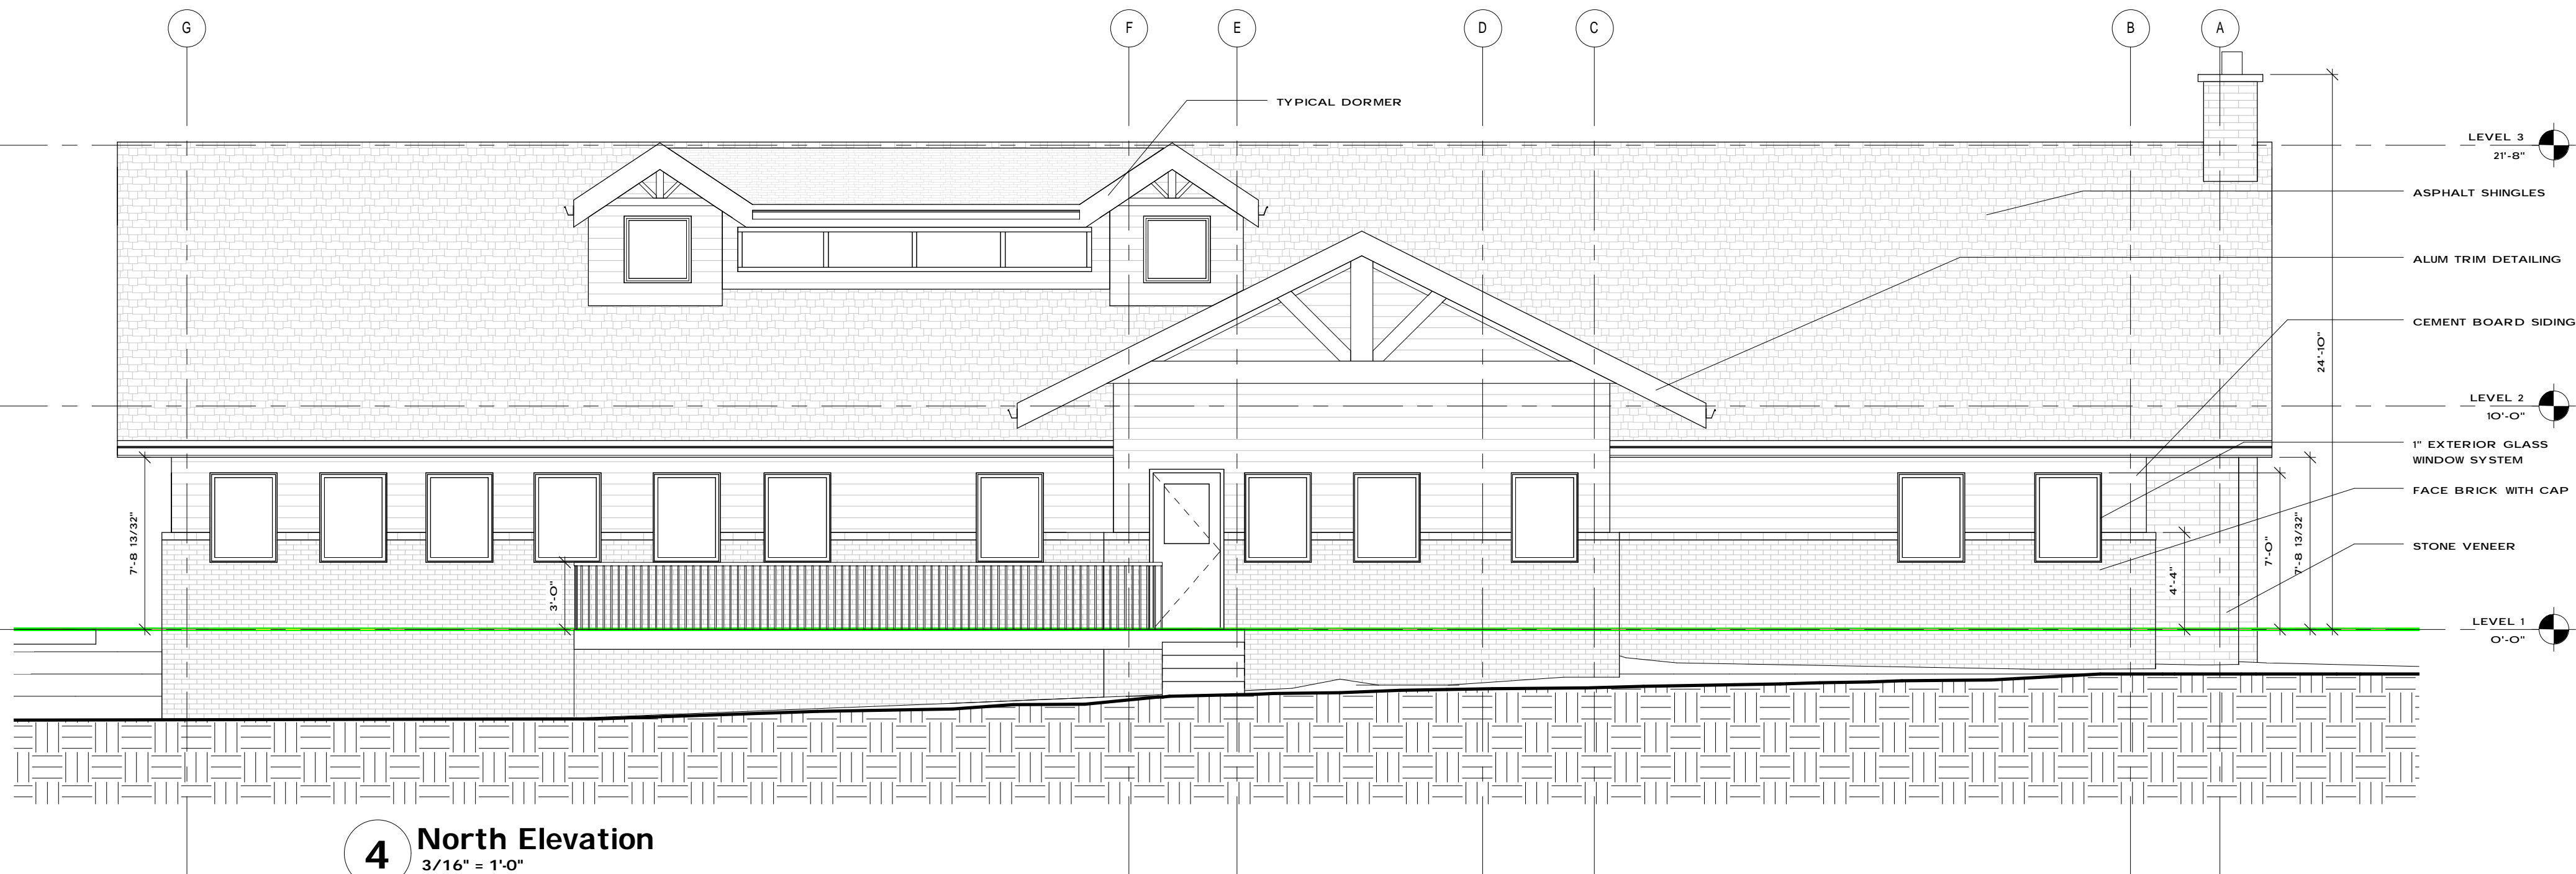 G
F
E
D
C
B
A
TYPICAL DORMER
LEVEL 3
21'-8"
ASPHALT SHINGLES
ALUM TRIM DETAILING
CEMENT BOARD SIDING
24'-10"
LEVEL 2
10'-0"
1" EXTERIOR GLASS
WINDOW SYSTEM
FACE BRICK WITH CAP
7'-8 13/32"
3'-0"
4'-4"
7'-0"
7'-8 13/32"
STONE VENEER
LEVEL 1
0'-0"
4
North Elevation
3/16" = 1'-0"